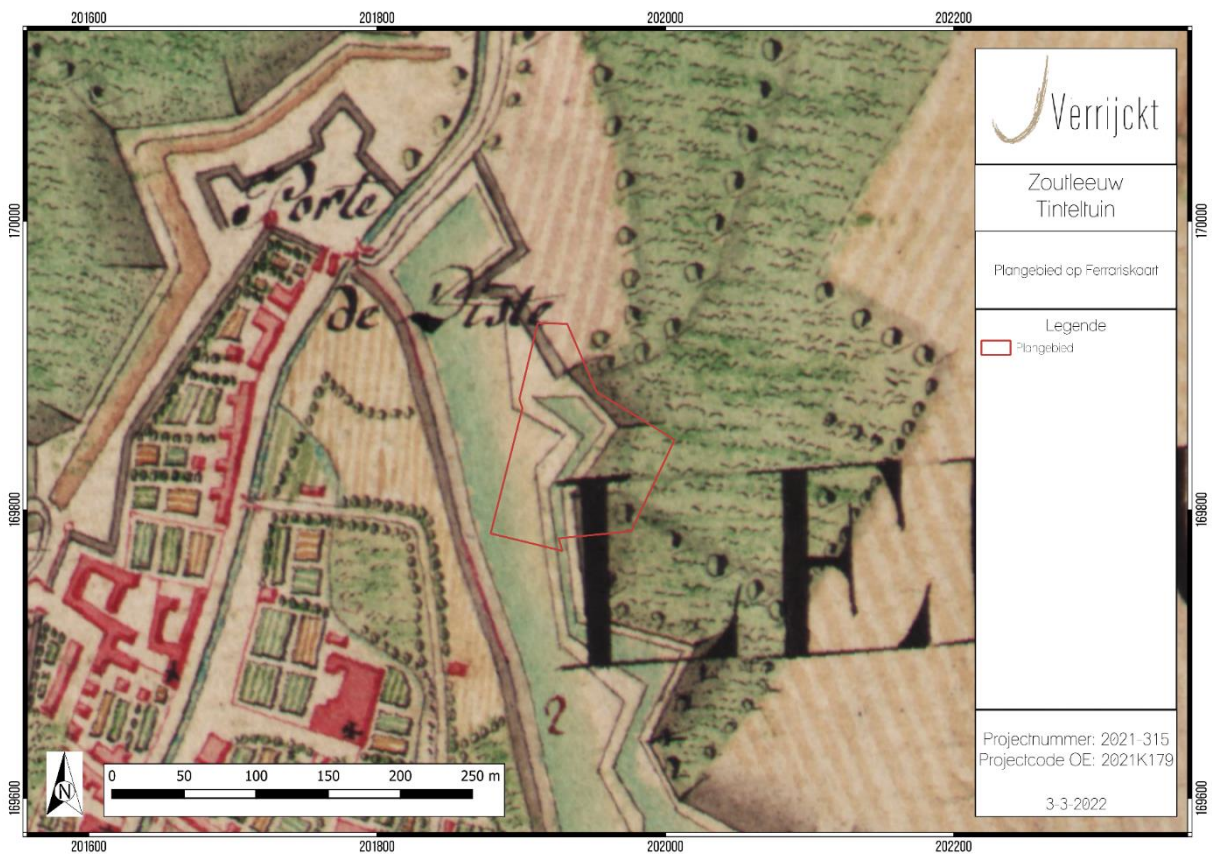 201600 201800 202000 202200
170000
169800
169600
170000
169800
169600
Porte
de Diste
LE
2
Verrijckt
Zoutleeuw
Tinteltuin
Plangebied op Ferrariskaart
Legende
Plangebied
Projectnummer: 2021-315
Projectcode OE: 2021K179
3-3-2022
N
0 50 100 150 200 250 m
201600 201800 202000 202200